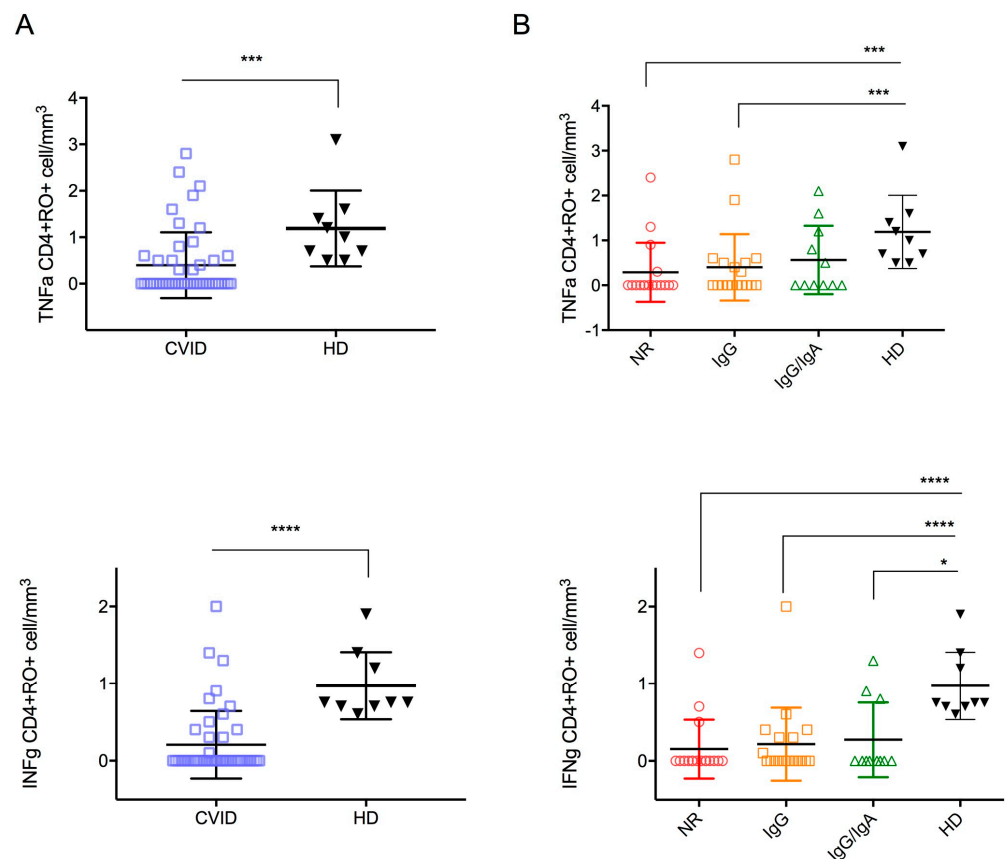 A
B
***
TNFa CD4+RO+ cell/mm3
4
3
2
1
0
CVID
HD
***
***
TNFa CD4+RO+ cell/mm3
4
3
2
1
0
-1
NR
IgG
IgG/IgA
HD
****
INFg CD4+RO+ cell/mm3
2
1
0
CVID
HD
****
****
*
IFNg CD4+RO+ cell/mm3
2
1
0
NR
IgG
IgG/IgA
HD